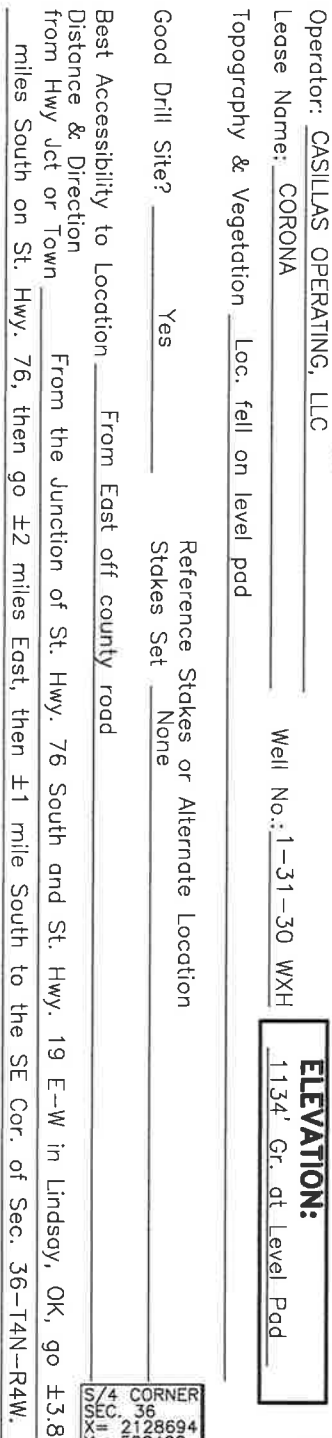 Operator: CASILLAS OPERATING, LLC
Lease Name: CORONA Well No.: 1-31-30 WXH
ELEVATION:
1134' Gr. at Level Pad
Topography & Vegetation Loc. fell on level pad
Reference Stakes or Alternate Location
Good Drill Site? Yes Stakes Set None
Best Accessibility to Location From East off county road
Distance & Direction
from Hwy Jct or Town From the Junction of St. Hwy. 76 South and St. Hwy. 19 E-W in Lindsay, OK, go ±3.8
miles South on St. Hwy. 76, then go ±2 miles East, then ±1 mile South to the SE Cor. of Sec. 36-T4N-R4W.
S/4 CORNER
SEC. 36
X= 2128694